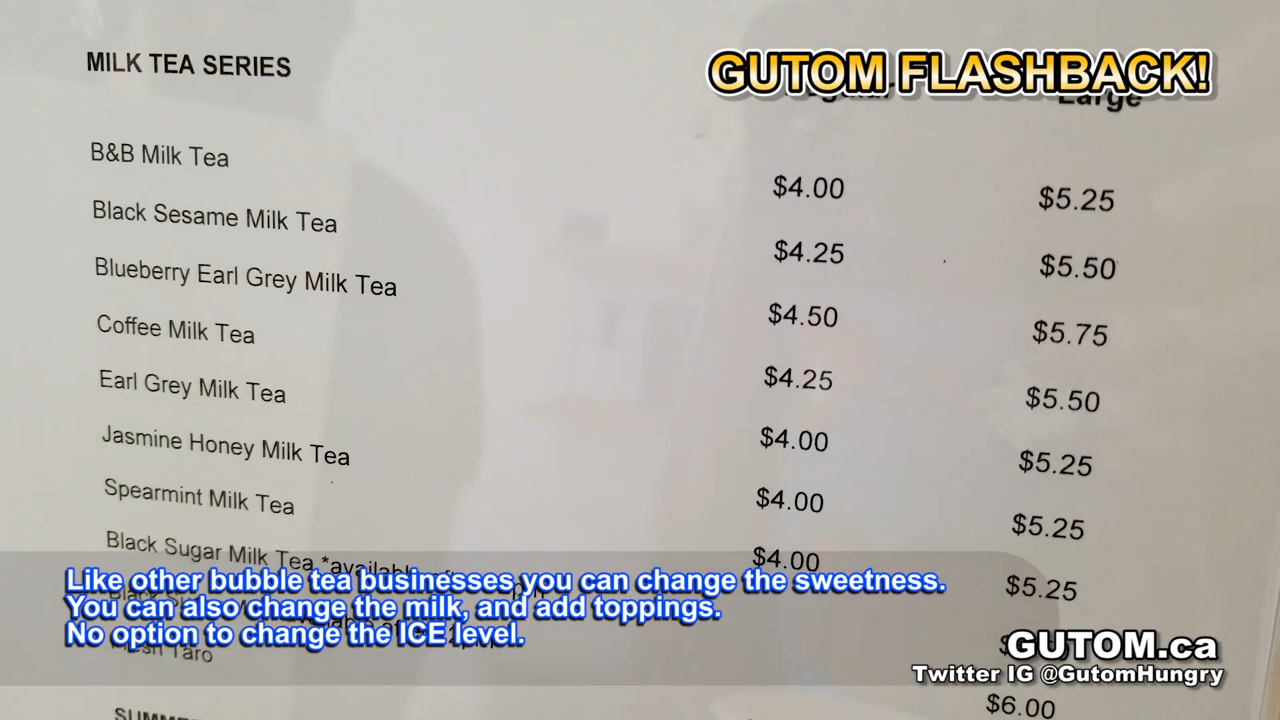 GUTOM FLASHBACK!
MILK TEA SERIES Large
B&B Milk Tea $4.00 $5.25
Black Sesame Milk Tea $4.25 $5.50
Blueberry Earl Grey Milk Tea $4.50 $5.75
Coffee Milk Tea $4.25 $5.50
Earl Grey Milk Tea $4.00 $5.25
Jasmine Honey Milk Tea $4.00 $5.25
Spearmint Milk Tea $4.00 $5.25
Black Sugar Milk Tea
Like other bubble tea businesses you can change the sweetness.
You can also change the milk, and add toppings.
No option to change the ICE level.
Fresh Taro
$6.00
GUTOM.ca
Twitter IG @GutomHungry